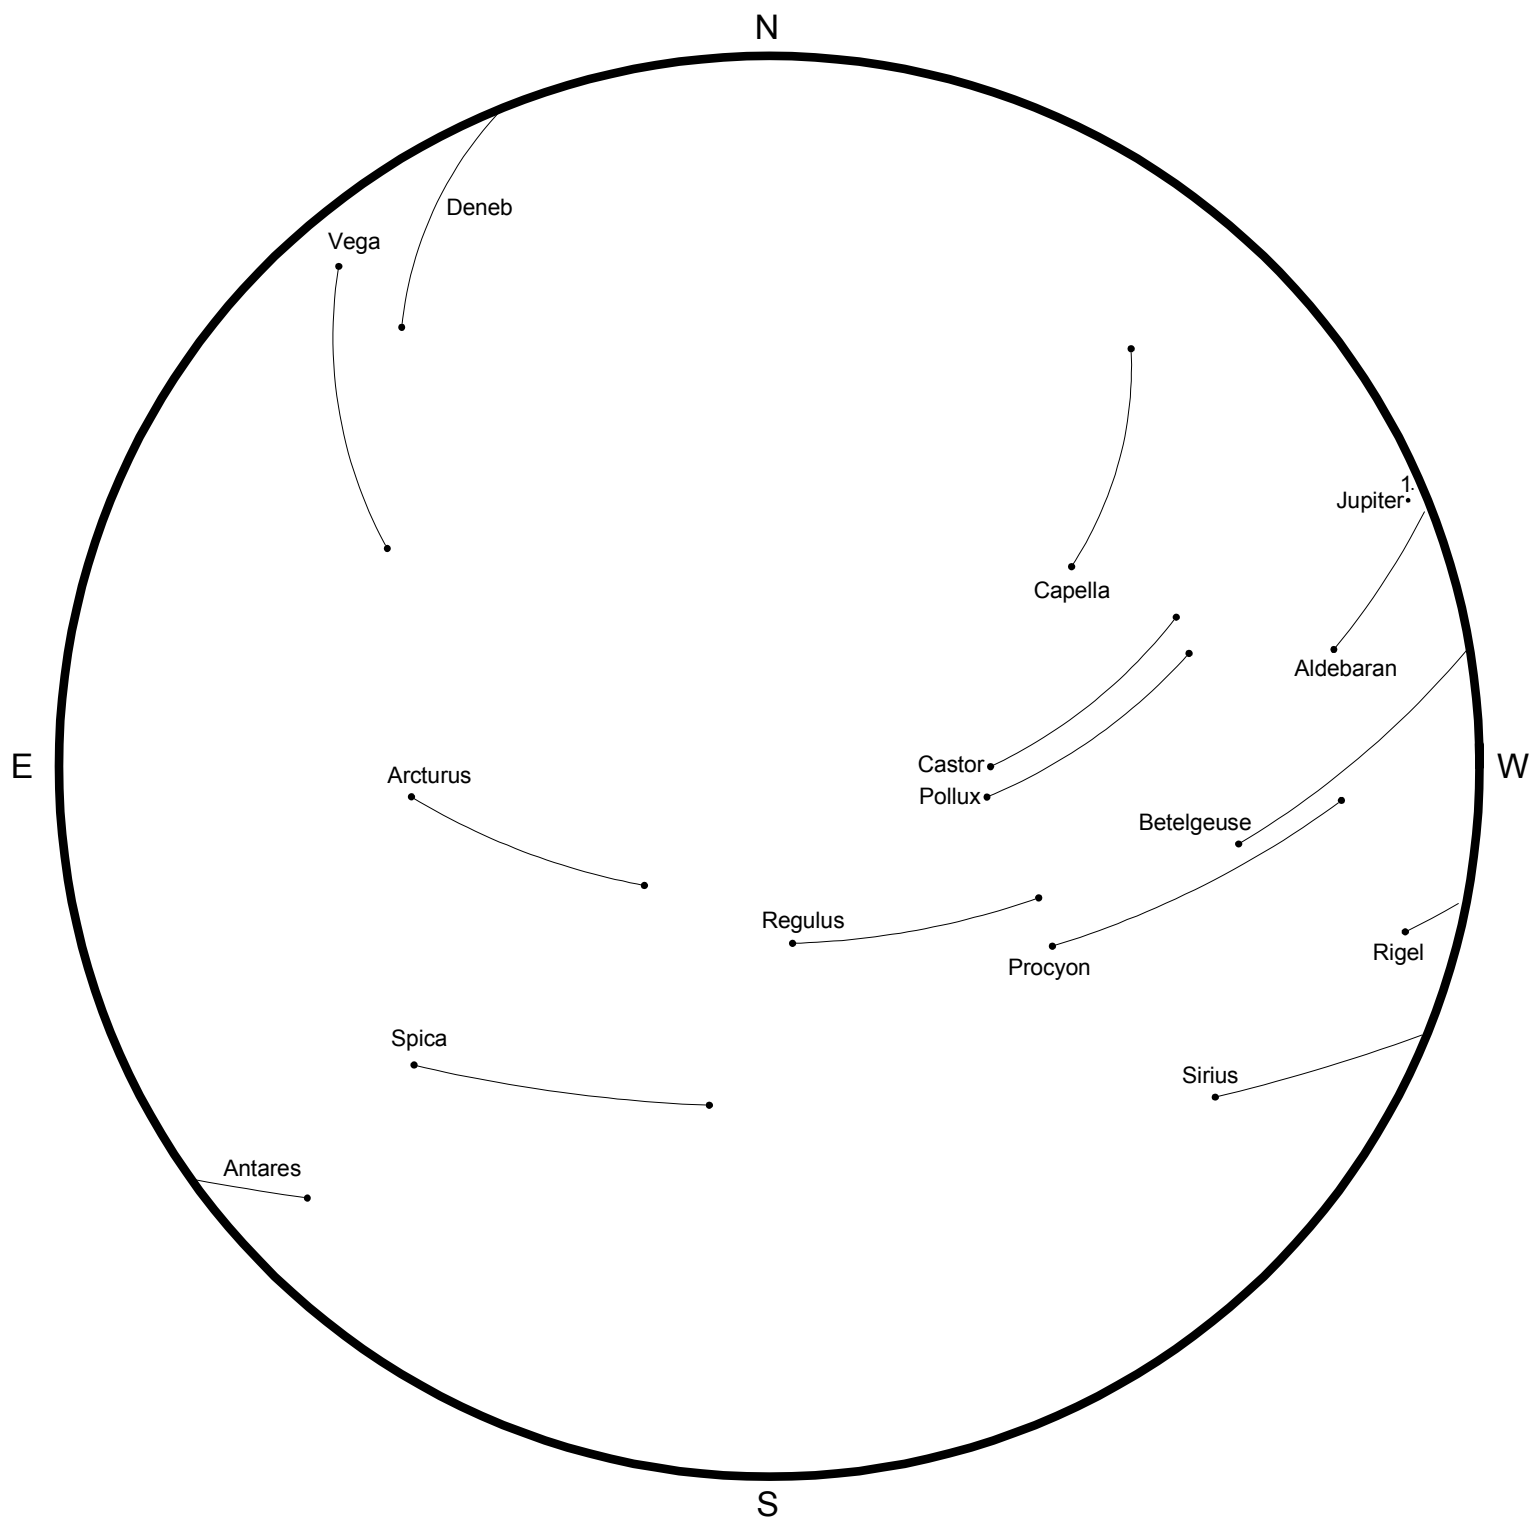 N
Deneb
Vega
1
Jupiter
Capella
Aldebaran
E
W
Castor
Arcturus
Pollux
Betelgeuse
Regulus
Rigel
Procyon
Spica
Sirius
Antares
S